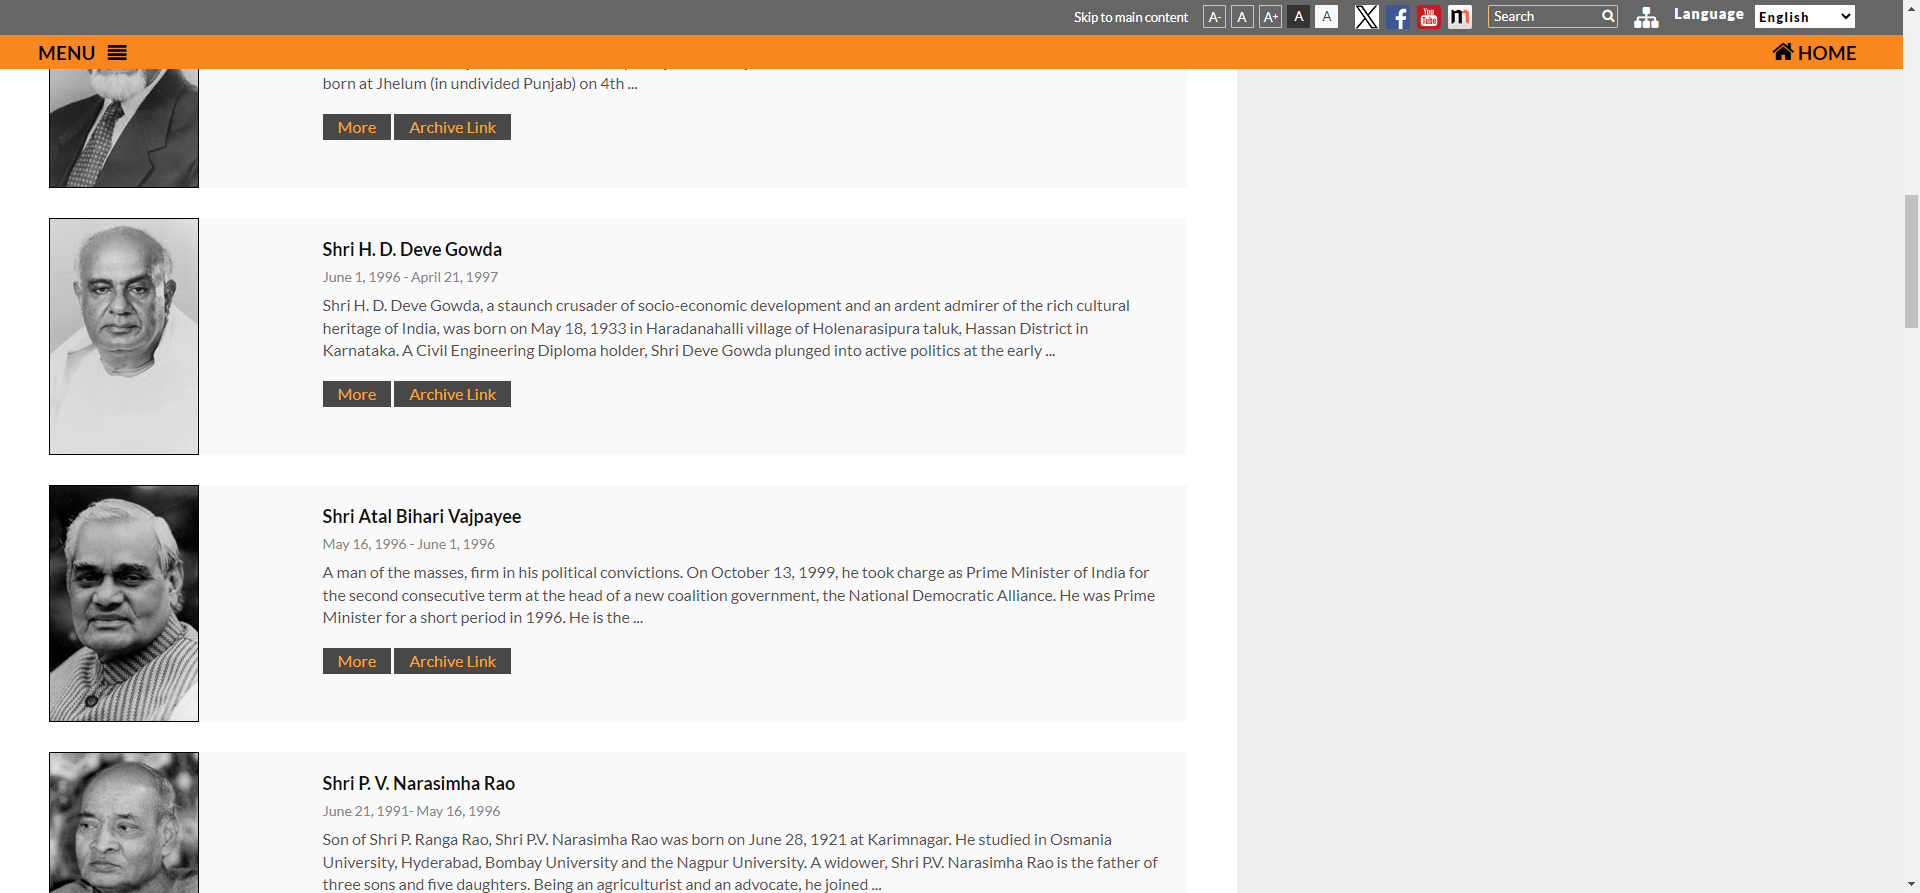 Skip to main content
A-
A
A+
A
A
You Tube
m
Search
Language
English
MENU
HOME
born at Jhelum (in undivided Punjab) on 4th ...
More
Archive Link
Shri H. D. Deve Gowda
June 1, 1996 - April 21, 1997
Shri H. D. Deve Gowda, a staunch crusader of socio-economic development and an ardent admirer of the rich cultural
heritage of India, was born on May 18, 1933 in Haradanahalli village of Holenarasipura taluk, Hassan District in
Karnataka. A Civil Engineering Diploma holder, Shri Deve Gowda plunged into active politics at the early ...
More
Archive Link
Shri Atal Bihari Vajpayee
May 16, 1996 - June 1, 1996
A man of the masses, firm in his political convictions. On October 13, 1999, he took charge as Prime Minister of India for
the second consecutive term at the head of a new coalition government, the National Democratic Alliance. He was Prime
Minister for a short period in 1996. He is the ...
More
Archive Link
Shri P. V. Narasimha Rao
June 21, 1991- May 16, 1996
Son of Shri P. Ranga Rao, Shri P.V. Narasimha Rao was born on June 28, 1921 at Karimnagar. He studied in Osmania
University, Hyderabad, Bombay University and the Nagpur University. A widower, Shri P.V. Narasimha Rao is the father of
three sons and five daughters. Being an agriculturist and an advocate, he joined ...